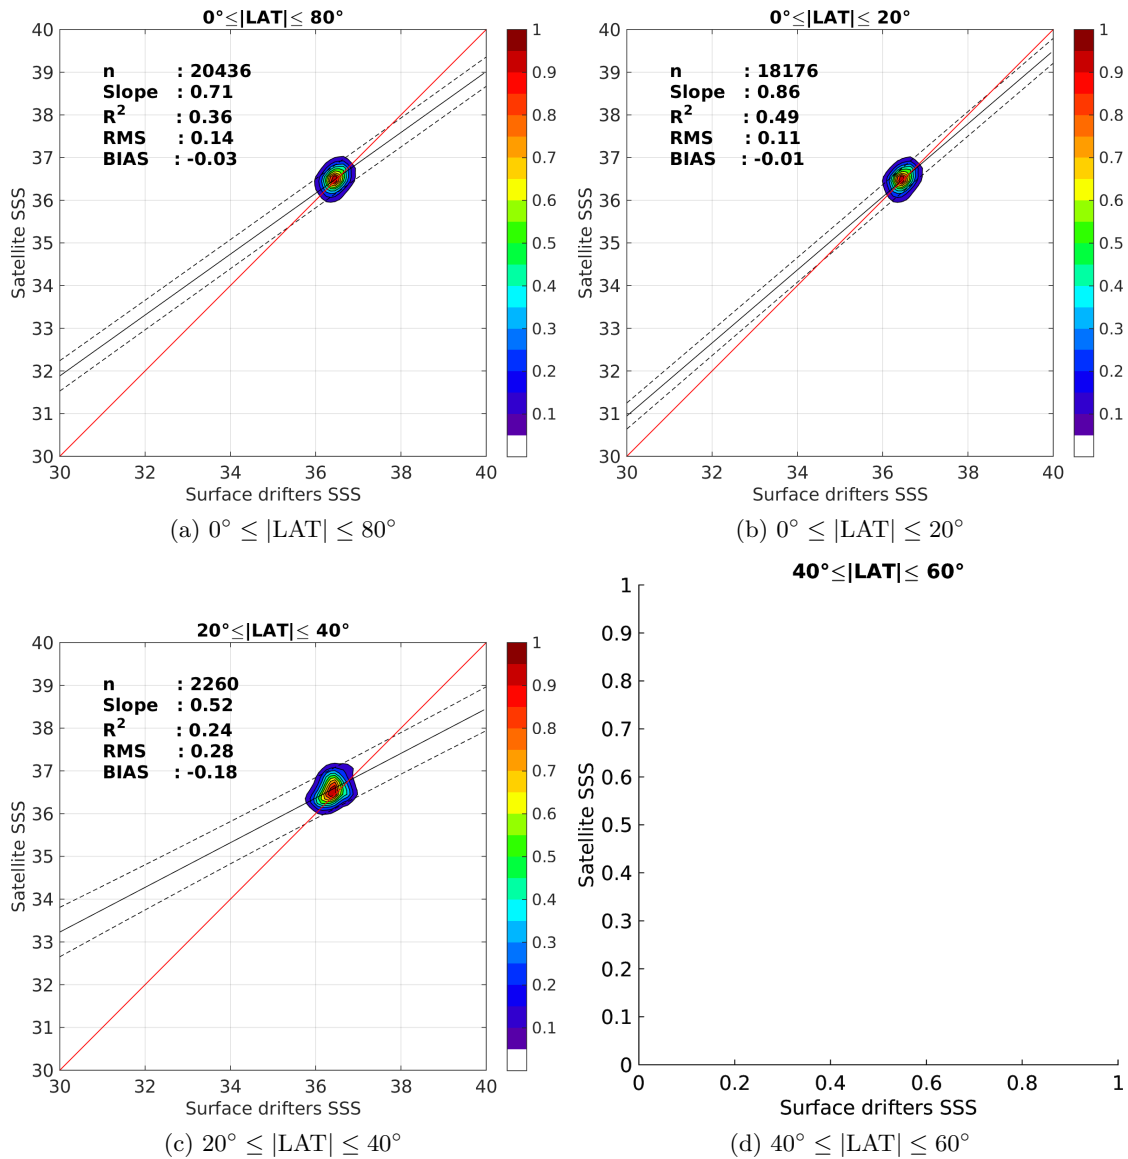 0°≤|LAT|≤ 80°
n : 20436
Slope : 0.71
R² : 0.36
RMS : 0.14
BIAS : -0.03
40
39
38
37
36
35
34
33
32
31
30
30 32 34 36 38 40
Satellite SSS
Surface drifters SSS
1
0.9
0.8
0.7
0.6
0.5
0.4
0.3
0.2
0.1
(a) 0° ≤ |LAT| ≤ 80°
0°≤|LAT|≤ 20°
n : 18176
Slope : 0.86
R² : 0.49
RMS : 0.11
BIAS : -0.01
40
39
38
37
36
35
34
33
32
31
30
30 32 34 36 38 40
Satellite SSS
Surface drifters SSS
1
0.9
0.8
0.7
0.6
0.5
0.4
0.3
0.2
0.1
(b) 0° ≤ |LAT| ≤ 20°
20°≤|LAT|≤ 40°
n : 2260
Slope : 0.52
R² : 0.24
RMS : 0.28
BIAS : -0.18
40
39
38
37
36
35
34
33
32
31
30
30 32 34 36 38 40
Satellite SSS
Surface drifters SSS
1
0.9
0.8
0.7
0.6
0.5
0.4
0.3
0.2
0.1
(c) 20° ≤ |LAT| ≤ 40°
40°≤|LAT|≤ 60°
1
0.9
0.8
0.7
0.6
0.5
0.4
0.3
0.2
0.1
0
0 0.2 0.4 0.6 0.8 1
Satellite SSS
Surface drifters SSS
(d) 40° ≤ |LAT| ≤ 60°